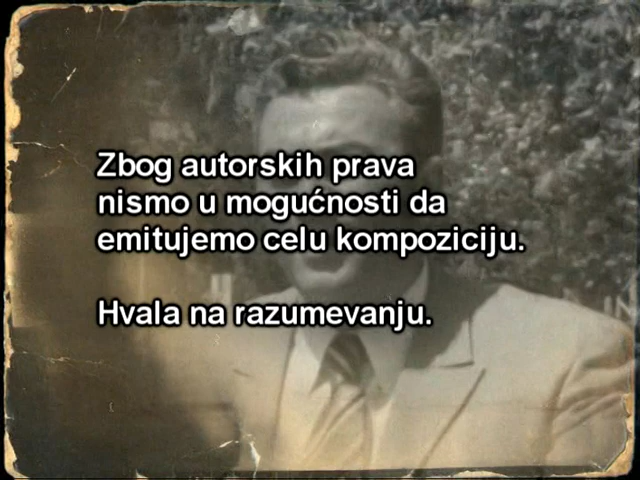 Zbog autorskih prava
nismo u mogućnosti da
emitujemo celu kompoziciju.
Hvala na razumevanju.